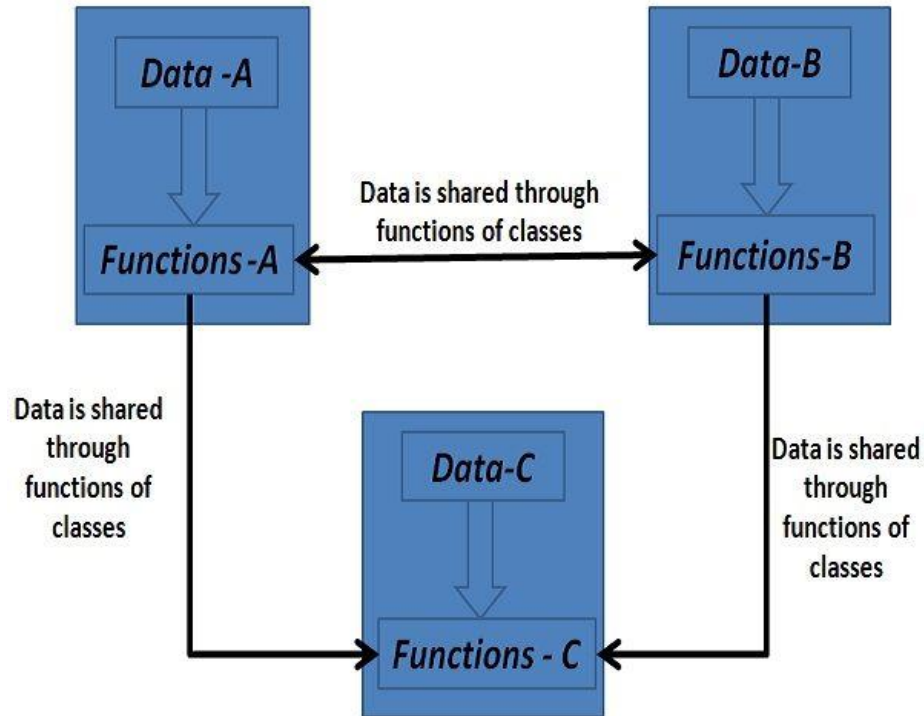 Data -A
Data-B
Data is shared through
functions of classes
Functions -A
Functions-B
Data is shared
through
functions of
classes
Data-C
Data is shared
through
functions of
classes
Functions - C